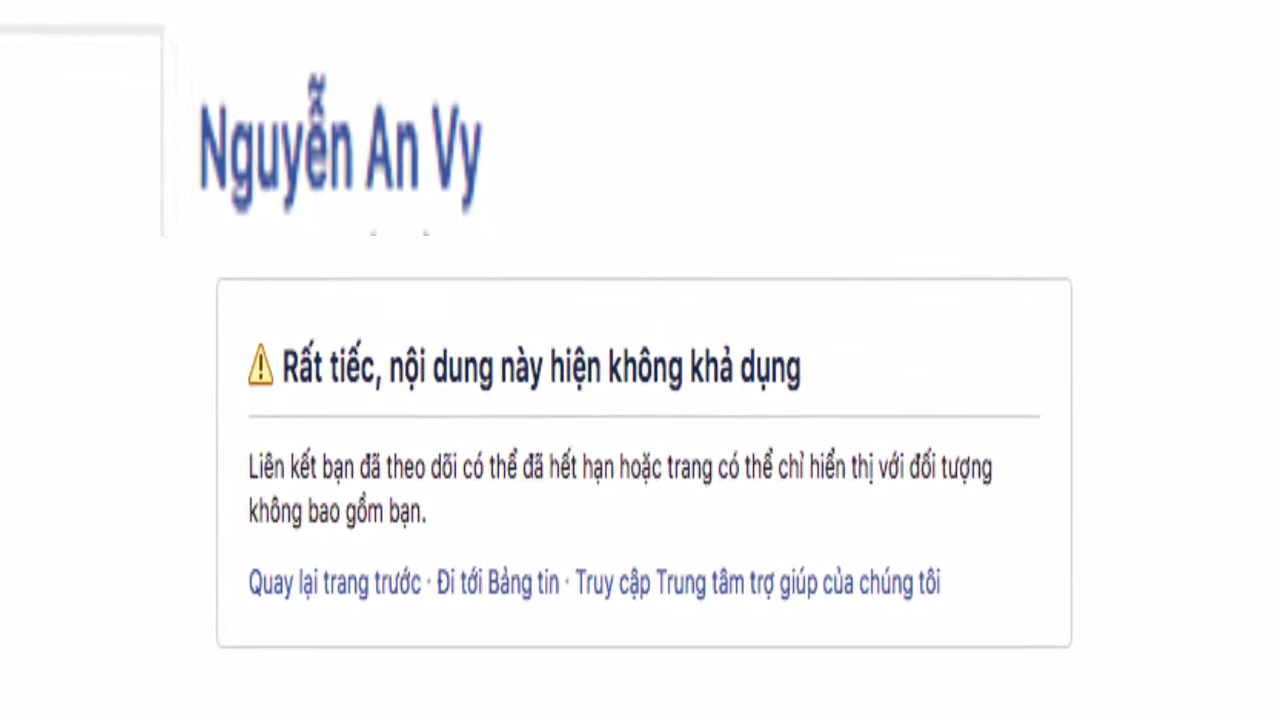 Nguyễn An Vy
Rất tiếc, nội dung này hiện không khả dụng
Liên kết bạn đã theo dõi có thể đã hết hạn hoặc trang có thể chỉ hiển thị với đối tượng
không bao gồm bạn.
Quay lại trang trước · Đi tới Bảng tin · Truy cập Trung tâm trợ giúp của chúng tôi